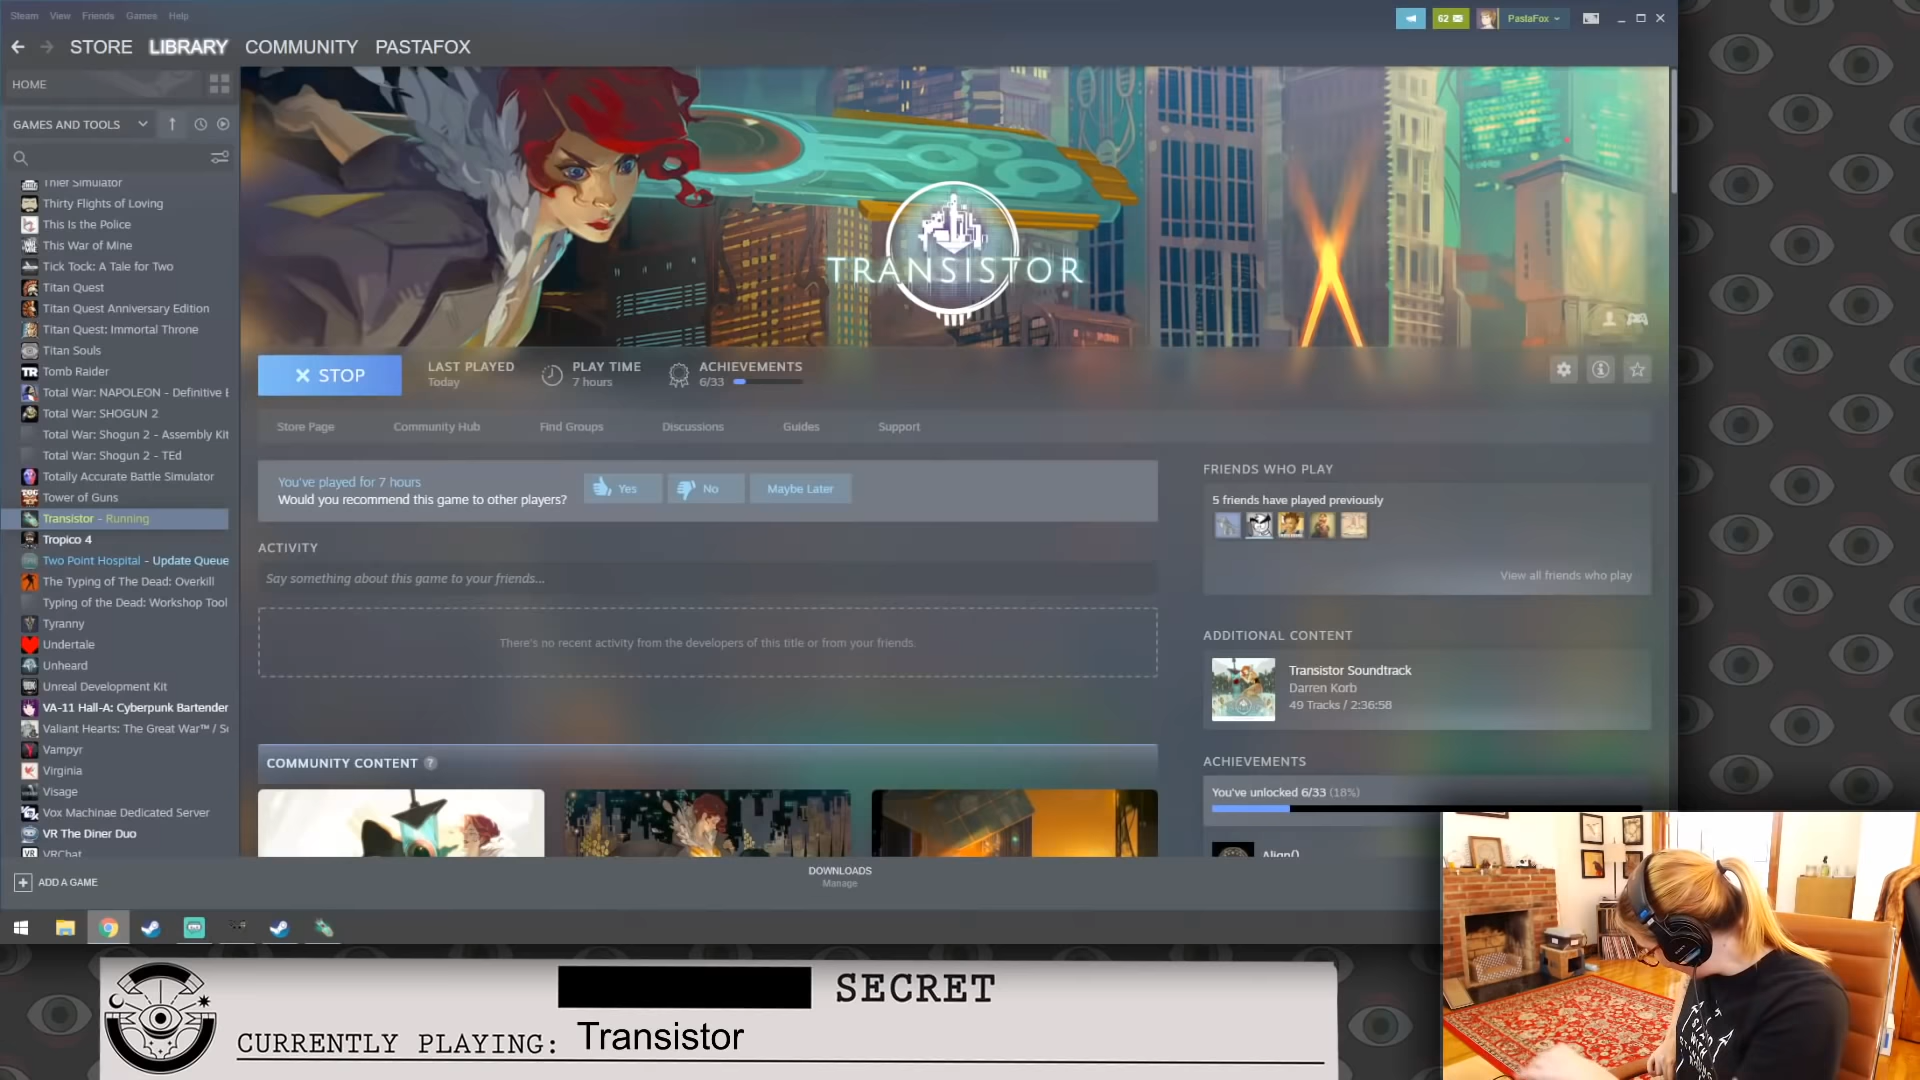 Steam View Friends Games Help
62 PastaFox
STORE LIBRARY COMMUNITY PASTAFOX
HOME
GAMES AND TOOLS
Thief Simulator
Thirty Flights of Loving
This Is the Police
This War of Mine
Tick Tock: A Tale for Two
Titan Quest
Titan Quest Anniversary Edition
Titan Quest: Immortal Throne
Titan Souls
Tomb Raider
Total War: NAPOLEON - Definitive E
Total War: SHOGUN 2
Total War: Shogun 2 - Assembly Kit
Total War: Shogun 2 - TEd
Totally Accurate Battle Simulator
Tower of Guns
Transistor - Running
Tropico 4
Two Point Hospital - Update Queue
The Typing of The Dead: Overkill
Typing of the Dead: Workshop Tool
Tyranny
Undertale
Unheard
Unreal Development Kit
VA-11 Hall-A: Cyberpunk Bartender
Valiant Hearts: The Great War™ / So
Vampyr
Virginia
Visage
Vox Machinae Dedicated Server
VR The Diner Duo
VRChat
ADD A GAME
TRANSISTOR
STOP
LAST PLAYED
Today
PLAY TIME
7 hours
ACHIEVEMENTS
6/33
Store Page Community Hub Find Groups Discussions Guides Support
You've played for 7 hours
Would you recommend this game to other players?
Yes No Maybe Later
ACTIVITY
Say something about this game to your friends...
There's no recent activity from the developers of this title or from your friends.
COMMUNITY CONTENT ?
FRIENDS WHO PLAY
5 friends have played previously
View all friends who play
ADDITIONAL CONTENT
Transistor Soundtrack
Darren Korb
49 Tracks / 2:36:58
ACHIEVEMENTS
You've unlocked 6/33 (18%)
Align()
DOWNLOADS
Manage
SECRET
CURRENTLY PLAYING: Transistor